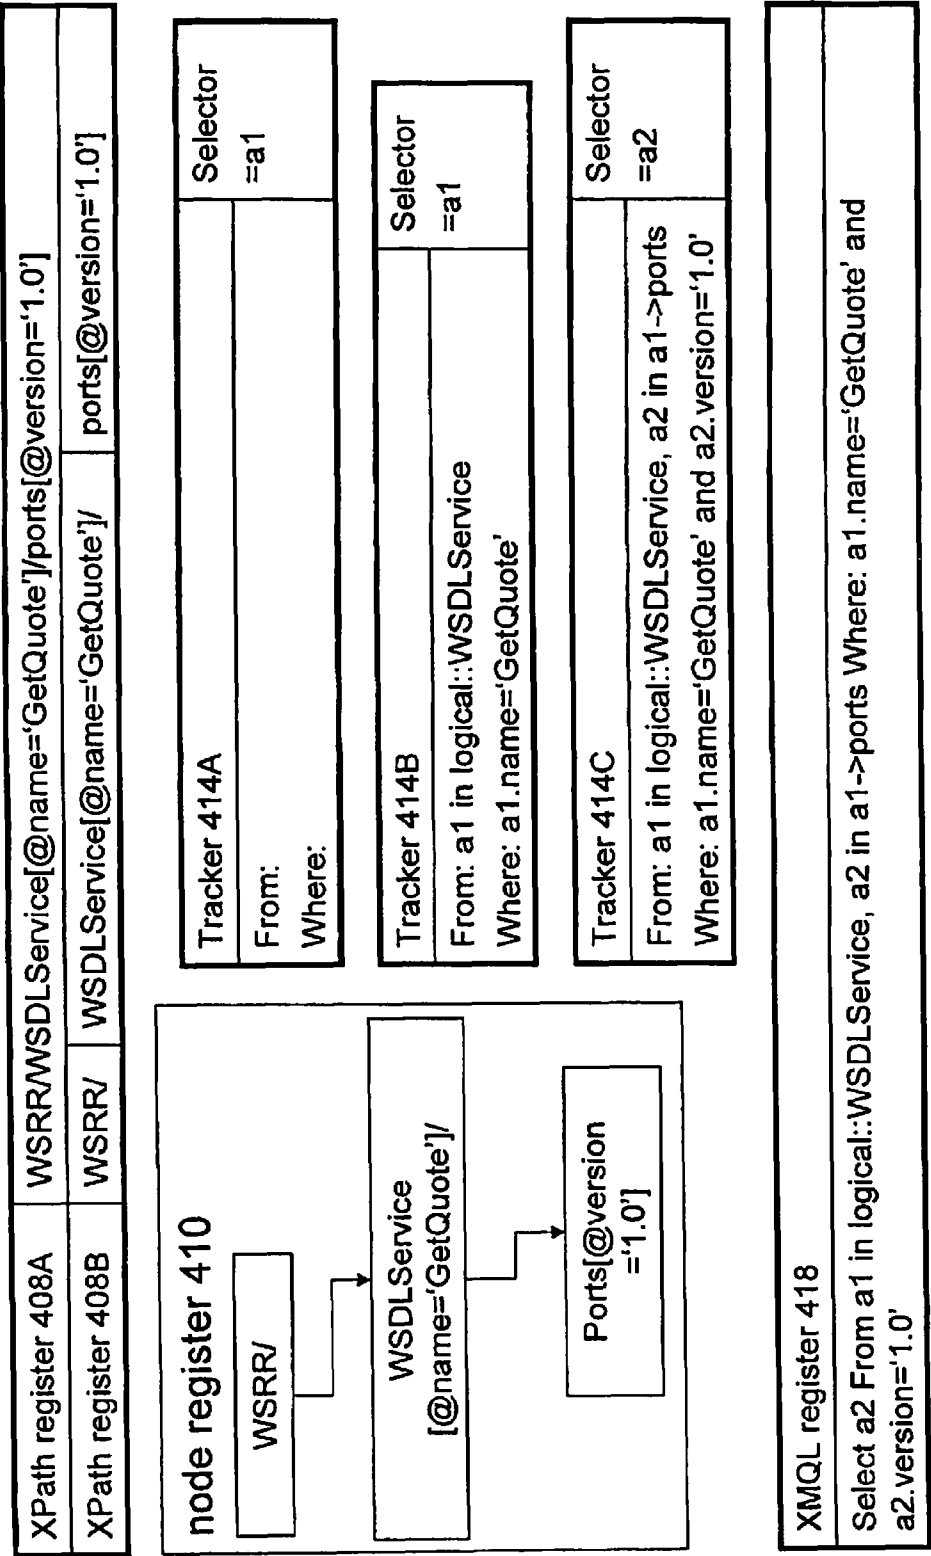 XPath register 408A WSRR/WSDLService[@name=‘GetQuote’]/ports[@version=‘1.0’]
XPath register 408B WSRR/ WSDLService[@name=‘GetQuote’]/ ports[@version=‘1.0’]
node register 410
WSRR/
WSDLService
[@name=‘GetQuote’]/
Ports[@version
=‘1.0’]
Tracker 414A
From:
Where:
Selector
=a1
Tracker 414B
From: a1 in logical::WSDLService
Where: a1.name=‘GetQuote’
Selector
=a1
Tracker 414C
From: a1 in logical::WSDLService, a2 in a1->ports
Where: a1.name=‘GetQuote’ and a2.version=‘1.0’
Selector
=a2
XMQL register 418
Select a2 From a1 in logical::WSDLService, a2 in a1->ports Where: a1.name=‘GetQuote’ and
a2.version=‘1.0’